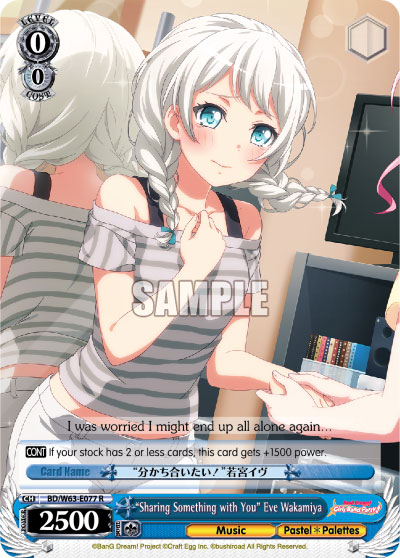 LEVEL
0
0
COST
SAMPLE
I was worried I might end up all alone again...
CONT If your stock has 2 or less cards, this card gets +1500 power.
Card Name
“分かち合いたい！”若宮イヴ
CH
BD/W63-E077 R
2500
“Sharing Something with You” Eve Wakamiya
Music
Pastel＊Palettes
©BanG Dream! Project ©Craft Egg Inc. ©bushiroad All Rights Reserved.